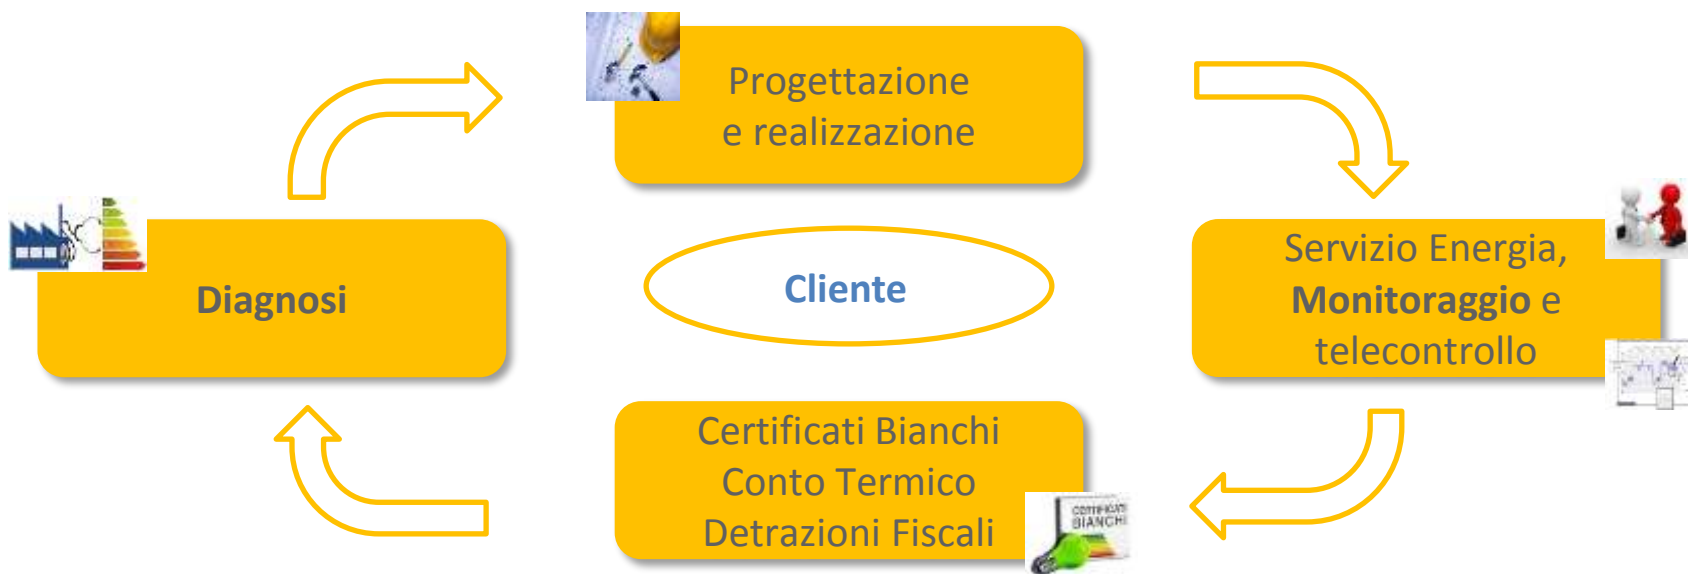 Progettazione
e realizzazione
Diagnosi
Cliente
Servizio Energia,
Monitoraggio e
telecontrollo
Certificati Bianchi
Conto Termico
Detrazioni Fiscali
CERTIFICATI
BIANCHI